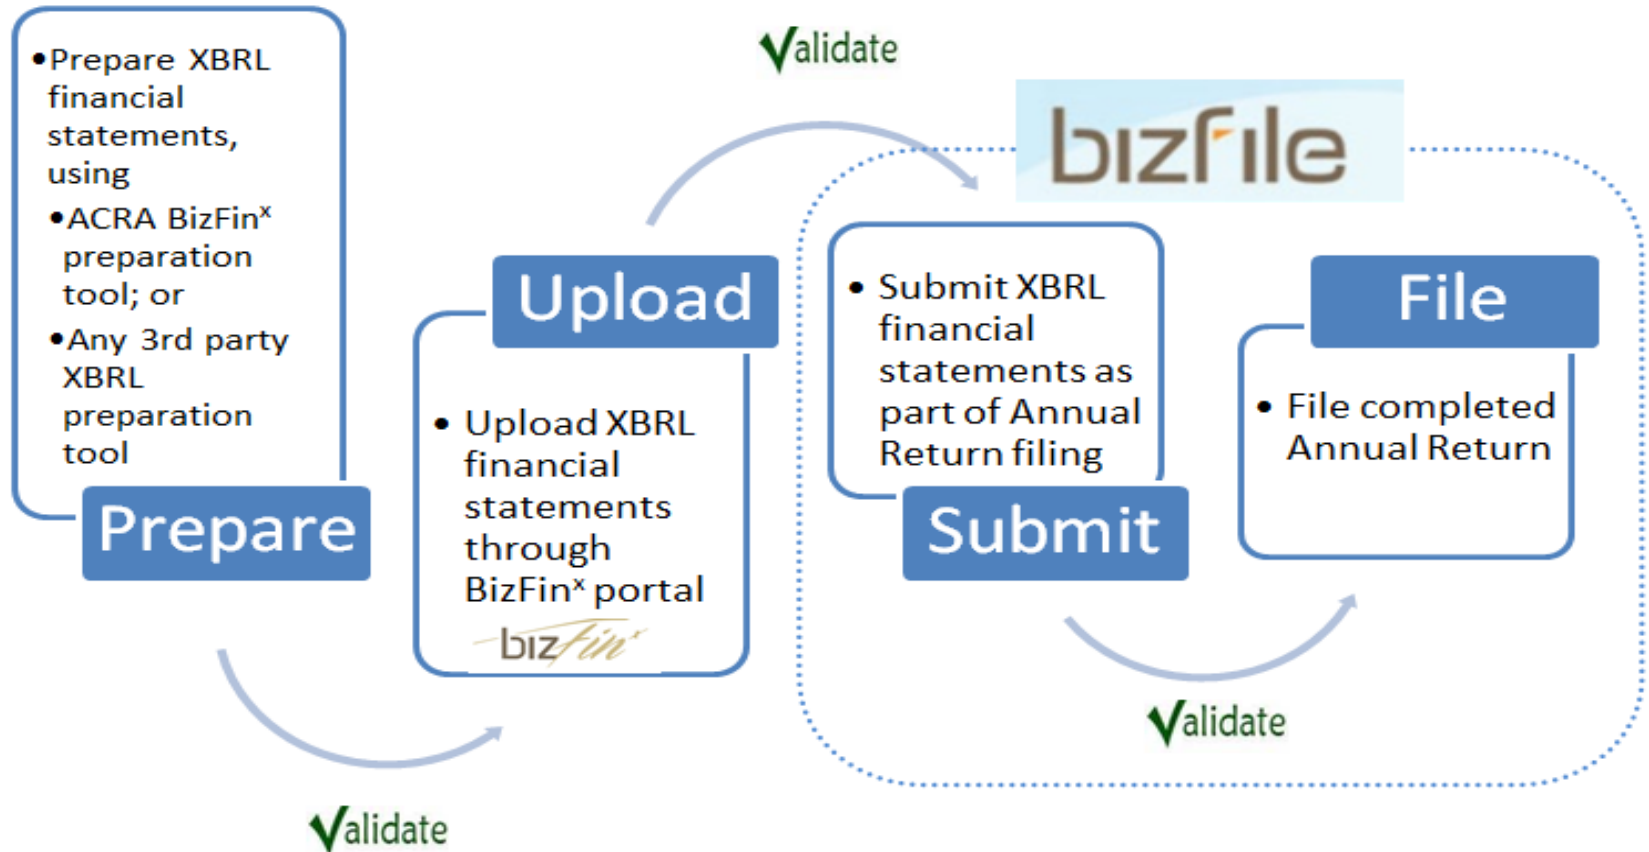 •Prepare XBRL
financial
statements,
using
•ACRA BizFinˣ
preparation
tool; or
•Any 3rd party
XBRL
preparation
tool
Prepare
Validate
Upload
• Upload XBRL
financial
statements
through
BizFinˣ portal
bizFinˣ
Validate
bizfile
• Submit XBRL
financial
statements as
part of Annual
Return filing
Submit
Validate
File
• File completed
Annual Return